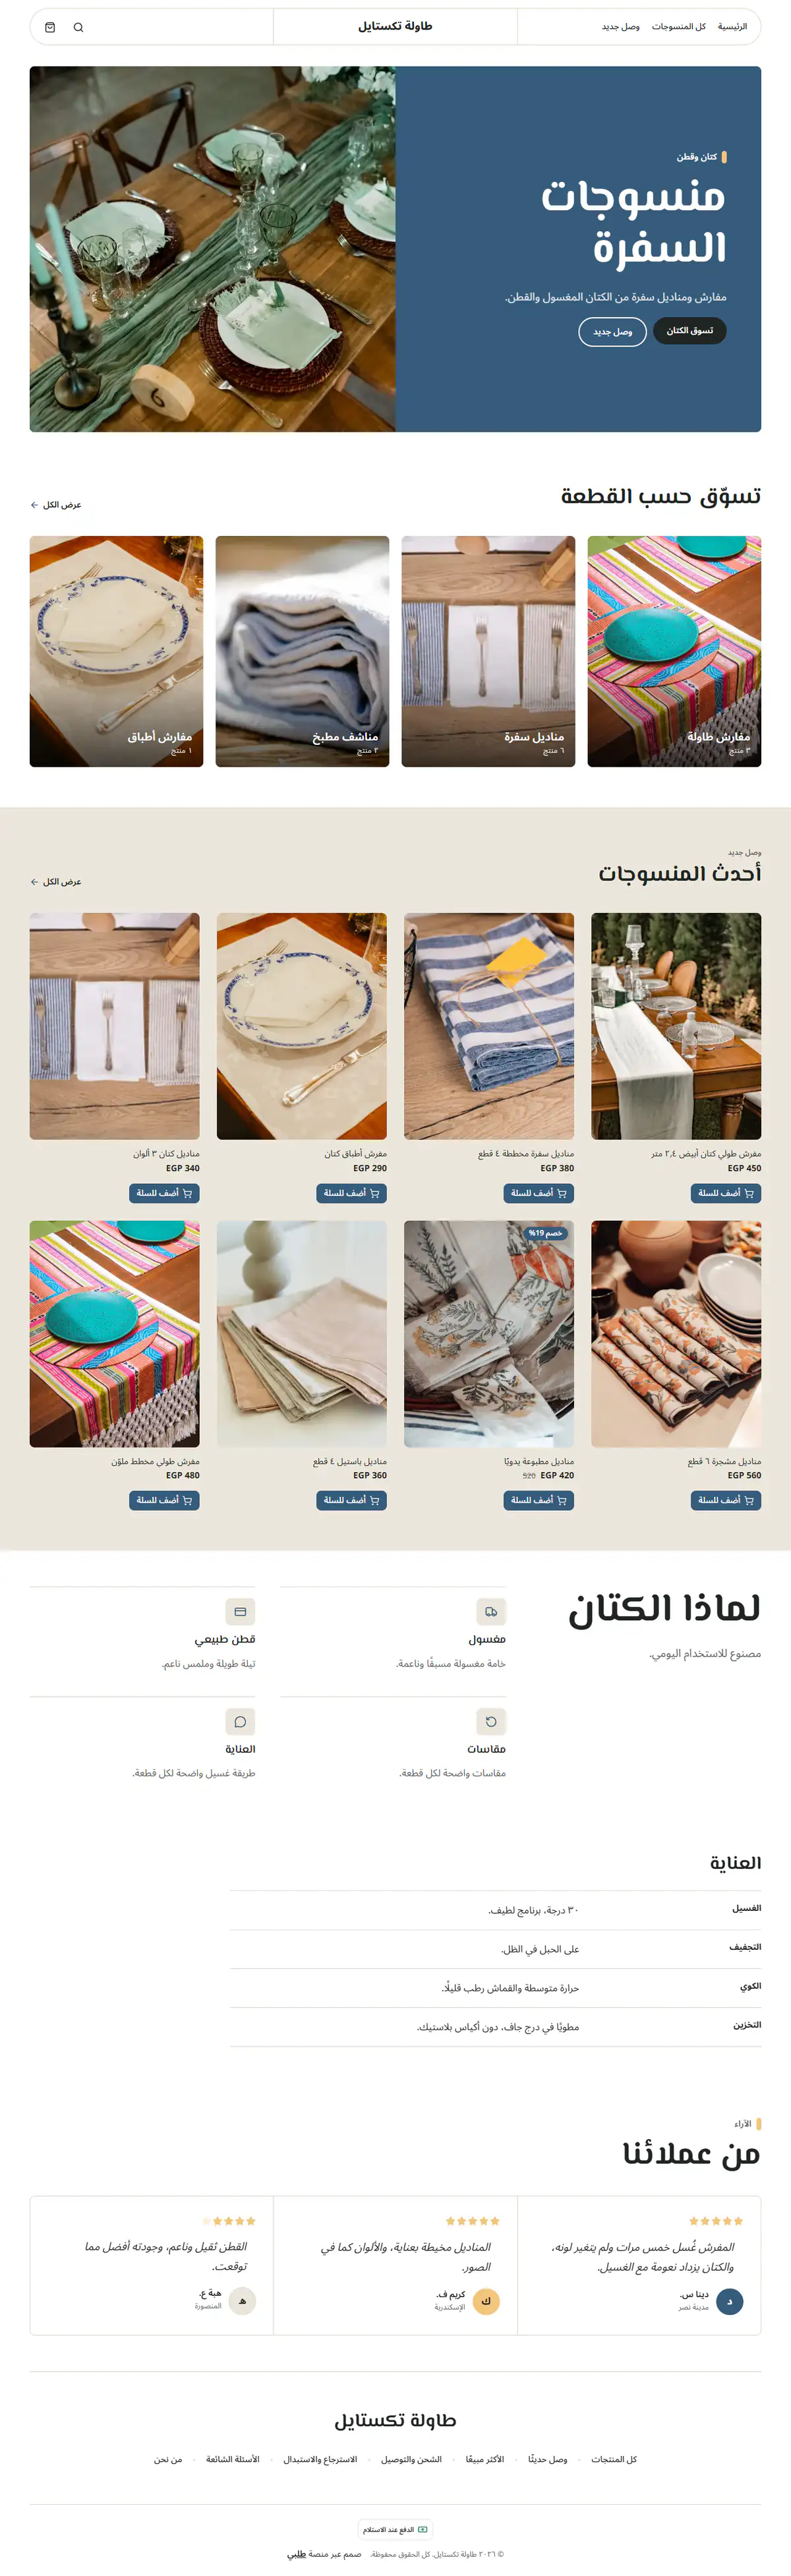 الرئيسية كل المنسوجات وصل جديد
طاولة تكستايل
كتان وقطن
منسوجات
السفرة
مفارش ومناديل سفرة من الكتان المغسول والقطن.
تسوق الكتان وصل جديد
تسوّق حسب القطعة
عرض الكل
مفارش طاولة
٣ منتج
مناديل سفرة
٦ منتج
مناشف مطبخ
٢ منتج
مفارش أطباق
١ منتج
وصل جديد
أحدث المنسوجات
عرض الكل
مفرش طولي كتان أبيض ٢,٤ متر
EGP 450
أضف للسلة
مناديل سفرة مخططة ٤ قطع
EGP 380
أضف للسلة
مفرش أطباق كتان
EGP 290
أضف للسلة
مناديل كتان ٣ ألوان
EGP 340
أضف للسلة
مناديل مشجرة ٦ قطع
EGP 560
أضف للسلة
خصم 19%
مناديل مطبوعة يدويًا
EGP 420 520
أضف للسلة
مناديل باستيل ٤ قطع
EGP 360
أضف للسلة
مفرش طولي مخطط ملوّن
EGP 480
أضف للسلة
لماذا الكتان
مصنوع للاستخدام اليومي.
مغسول
خامة مغسولة مسبقًا وناعمة.
قطن طبيعي
تيلة طويلة وملمس ناعم.
مقاسات
مقاسات واضحة لكل قطعة.
العناية
طريقة غسيل واضحة لكل قطعة.
العناية
الغسيل ٣٠ درجة، برنامج لطيف.
التجفيف على الحبل في الظل.
الكوي حرارة متوسطة والقماش رطب قليلًا.
التخزين مطويًا في درج جاف، دون أكياس بلاستيك.
الآراء
من عملائنا
المفرش غُسل خمس مرات ولم يتغير لونه،
والكتان يزداد نعومة مع الغسيل.
د
دينا س.
مدينة نصر
المناديل مخيطة بعناية، والألوان كما في
الصور.
ك
كريم ف.
الإسكندرية
القطن ثقيل وناعم، وجودته أفضل مما
توقعت.
هـ
هبة ع.
المنصورة
طاولة تكستايل
كل المنتجات · وصل حديثًا · الأكثر مبيعًا · الشحن والتوصيل · الاسترجاع والاستبدال · الأسئلة الشائعة · من نحن
الدفع عند الاستلام
© ٢٠٢٦ طاولة تكستايل. كل الحقوق محفوظة. صمم عبر منصة طلبي